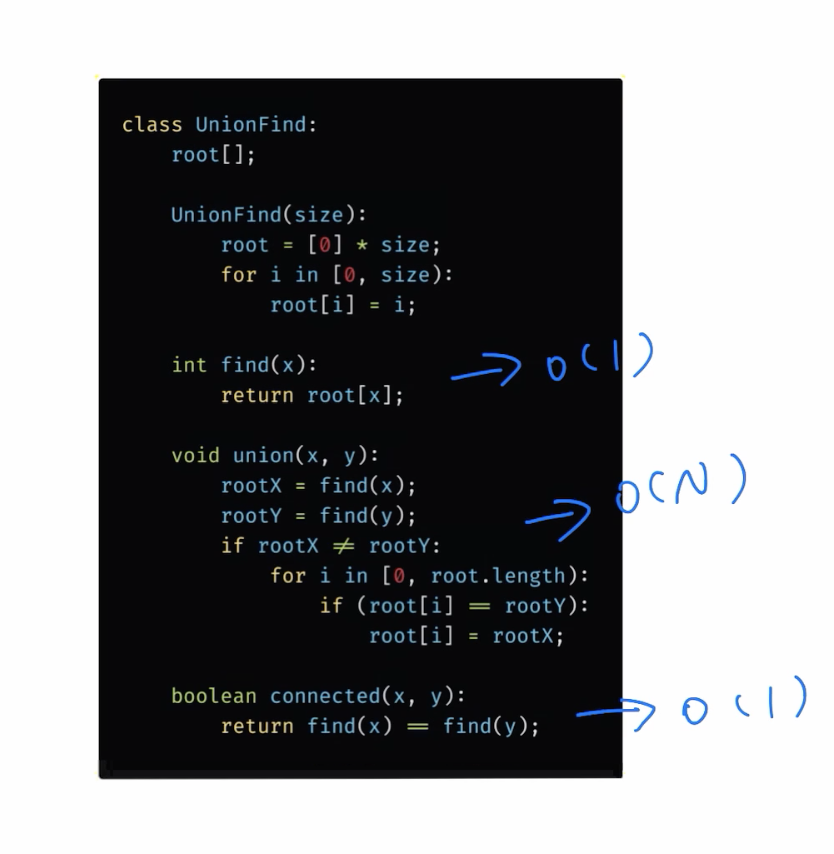 class UnionFind:
    root[];
    UnionFind(size):
        root = [0] * size;
        for i in [0, size):
            root[i] = i;
    int find(x):
→ O(1)
        return root[x];
    void union(x, y):
        rootX = find(x);
        rootY = find(y);
→ O(N)
        if rootX ≠ rootY:
            for i in [0, root.length):
                if (root[i] == rootY):
                    root[i] = rootX;
    boolean connected(x, y):
        return find(x) == find(y);
→ O(1)